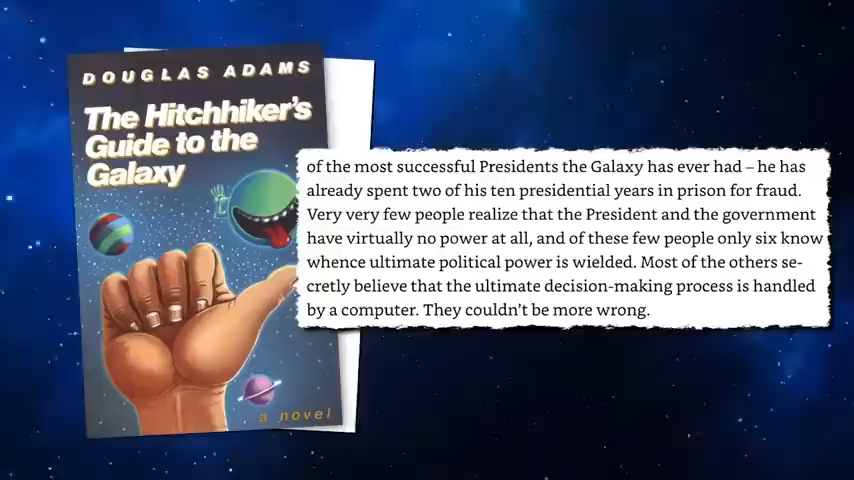 DOUGLAS ADAMS
The Hitchhiker's
Guide to the
Galaxy
a novel
of the most successful Presidents the Galaxy has ever had – he has
already spent two of his ten presidential years in prison for fraud.
Very very few people realize that the President and the government
have virtually no power at all, and of these few people only six know
whence ultimate political power is wielded. Most of the others se-
cretly believe that the ultimate decision-making process is handled
by a computer. They couldn't be more wrong.